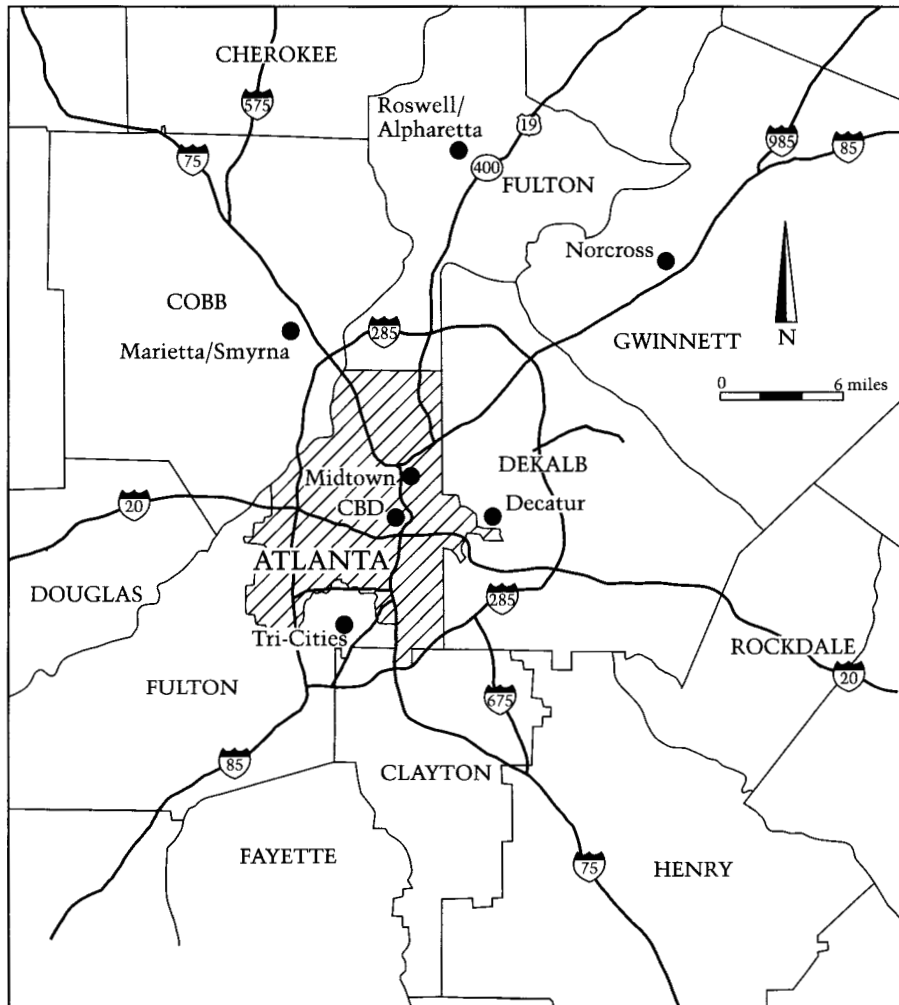 CHEROKEE
575
Roswell/
Alpharetta
19
985
75
85
400
FULTON
Norcross
COBB
285
Marietta/Smyrna
GWINNETT
N
0 6 miles
Midtown
DEKALB
20
CBD
Decatur
ATLANTA
DOUGLAS
285
Tri-Cities
ROCKDALE
FULTON
675
20
85
CLAYTON
FAYETTE
75
HENRY